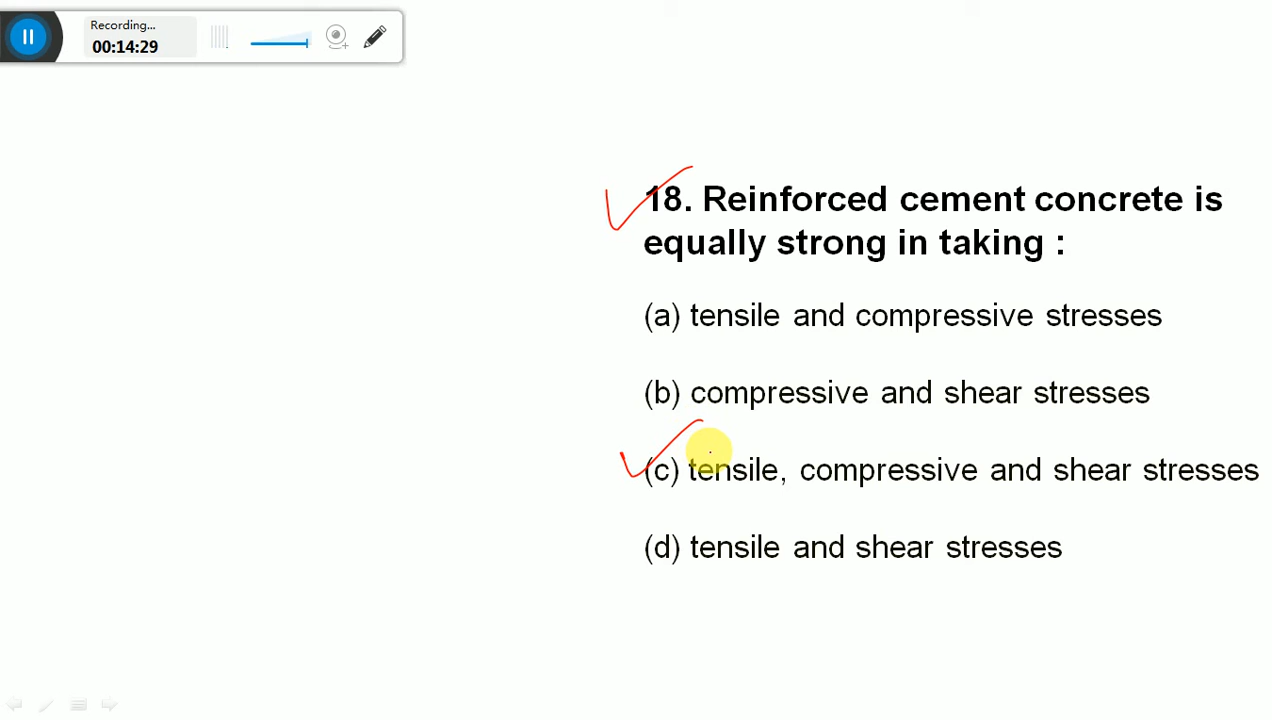 Recording...
00:14:29
18. Reinforced cement concrete is
equally strong in taking :
(a) tensile and compressive stresses
(b) compressive and shear stresses
(c) tensile, compressive and shear stresses
(d) tensile and shear stresses